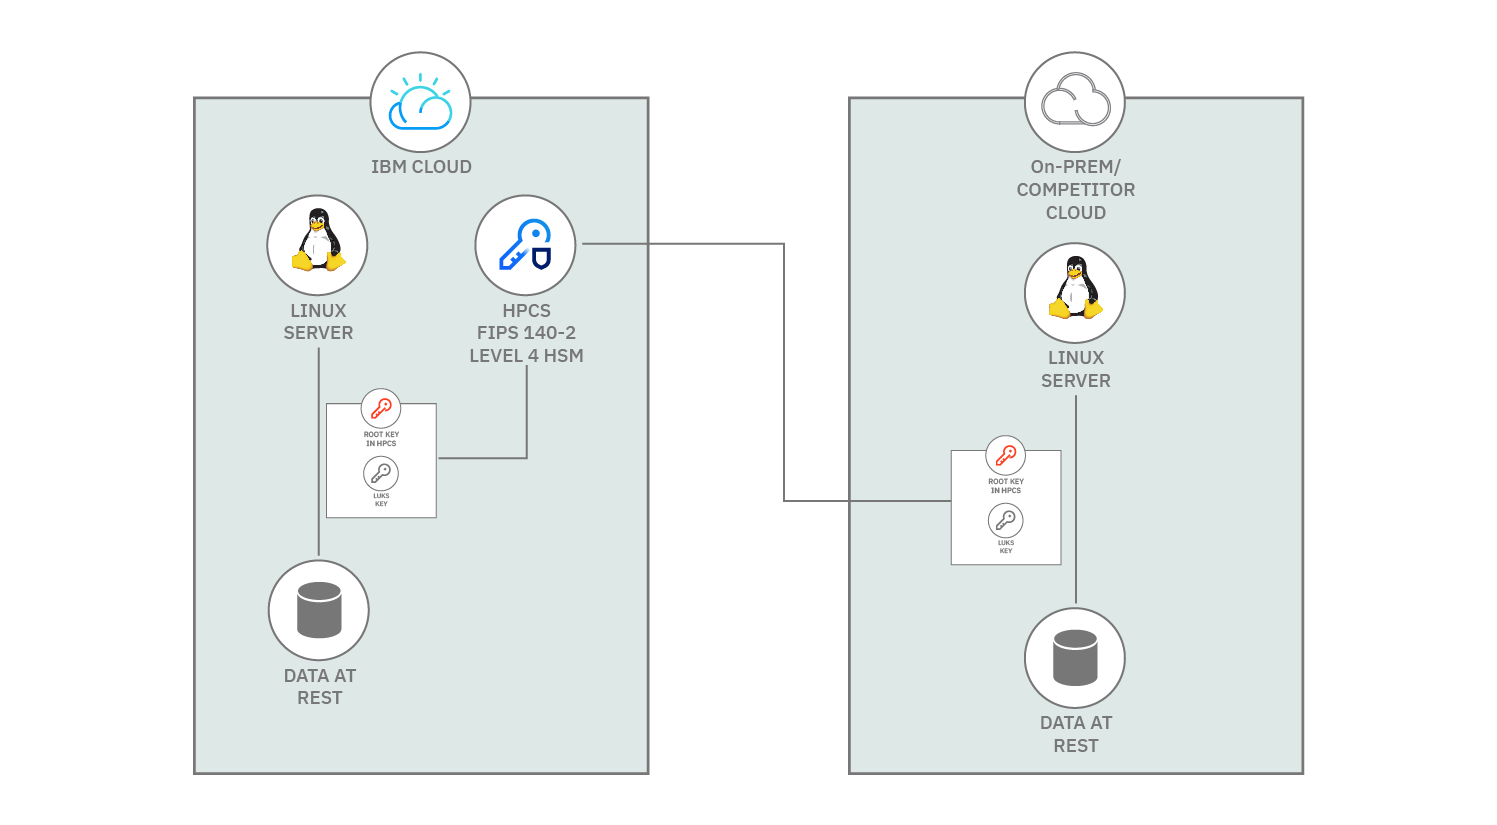 IBM CLOUD
LINUX
SERVER
HPCS
FIPS 140-2
LEVEL 4 HSM
ROOT KEY
IN HPCS
LUKS
KEY
DATA AT
REST
On-PREM/
COMPETITOR
CLOUD
LINUX
SERVER
ROOT KEY
IN HPCS
LUKS
KEY
DATA AT
REST